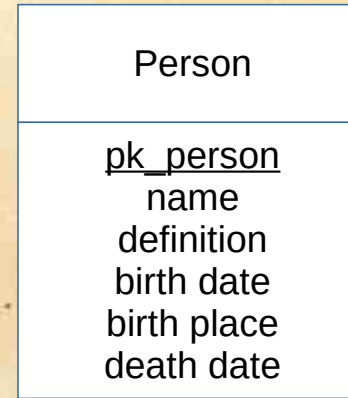 Person
pk_person
name
definition
birth date
birth place
death date